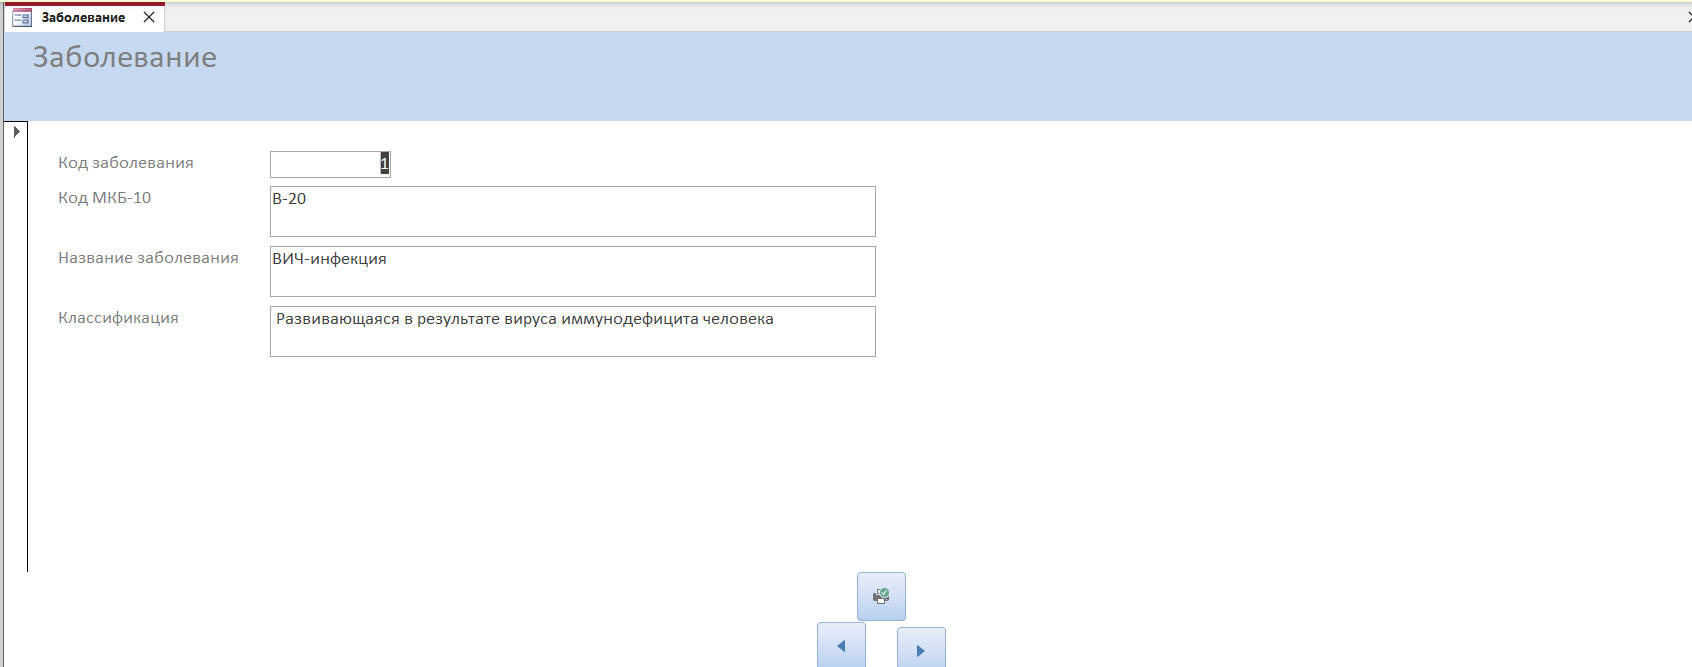 Заболевание
Заболевание
Код заболевания 1
Код МКБ-10 В-20
Название заболевания ВИЧ-инфекция
Классификация Развивающаяся в результате вируса иммунодефицита человека